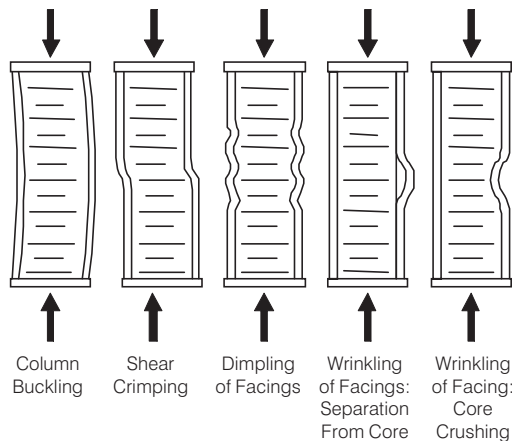 Column
Buckling
Shear
Crimping
Dimpling
of Facings
Wrinkling
of Facings:
Separation
From Core
Wrinkling
of Facing:
Core
Crushing